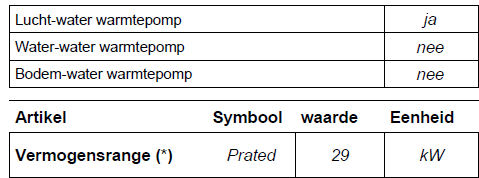 Lucht-water warmtepomp ja
Water-water warmtepomp nee
Bodem-water warmtepomp nee
Artikel Symbool waarde Eenheid
Vermogensrange (*) Prated 29 kW